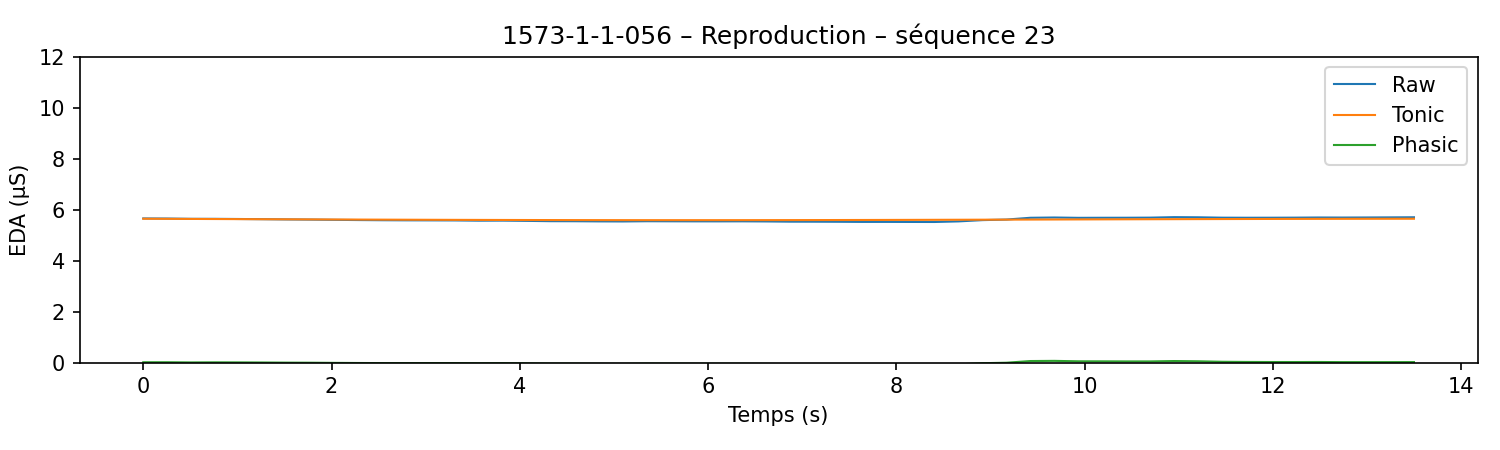 1573-1-1-056 – Reproduction – séquence 23
12
10
8
6
4
2
0
EDA (µS)
Raw
Tonic
Phasic
0 2 4 6 8 10 12 14
Temps (s)